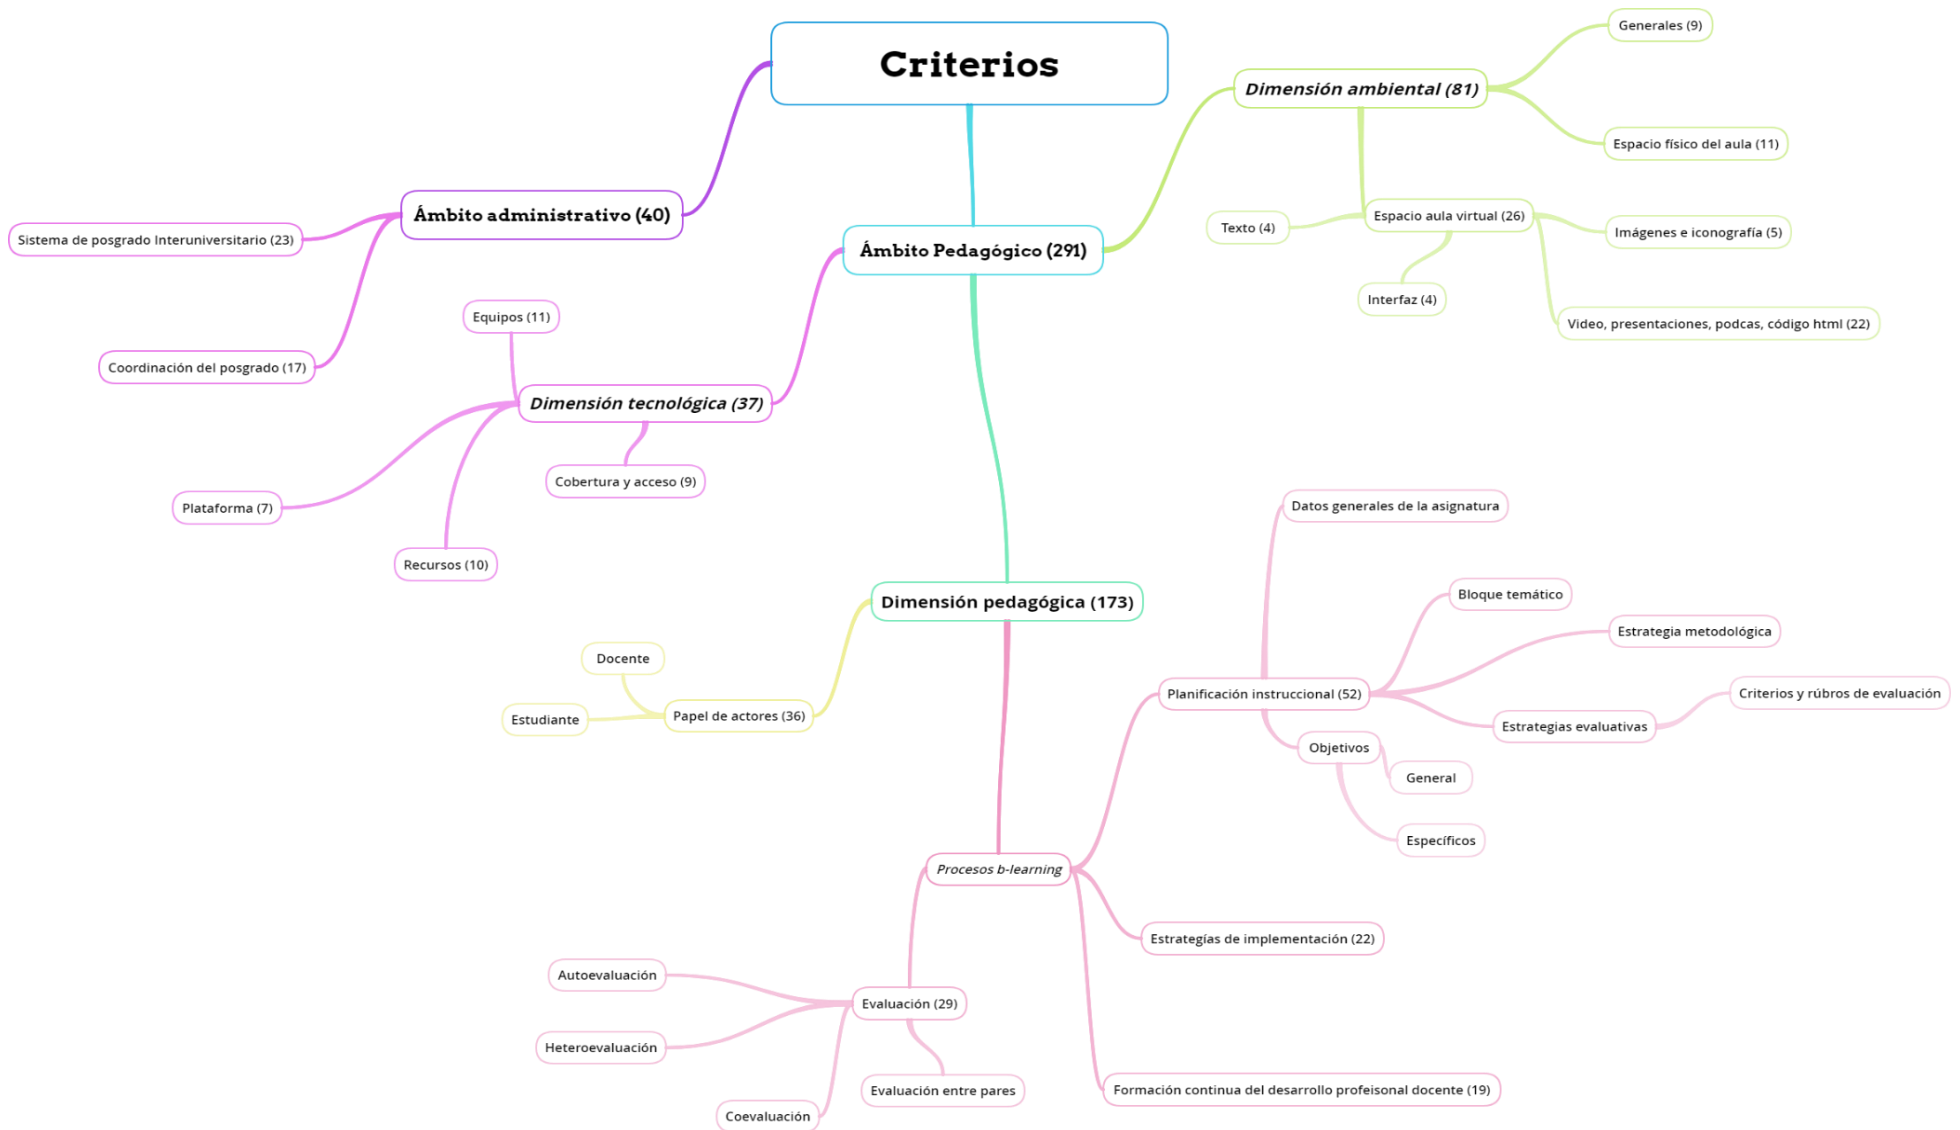 Criterios
Ámbito administrativo (40)
Sistema de posgrado Interuniversitario (23)
Coordinación del posgrado (17)
Ámbito Pedagógico (291)
Dimensión ambiental (81)
Generales (9)
Espacio físico del aula (11)
Espacio aula virtual (26)
Texto (4)
Interfaz (4)
Imágenes e iconografía (5)
Video, presentaciones, podcas, código html (22)
Dimensión tecnológica (37)
Equipos (11)
Plataforma (7)
Recursos (10)
Cobertura y acceso (9)
Dimensión pedagógica (173)
Papel de actores (36)
Docente
Estudiante
Procesos b-learning
Planificación instruccional (52)
Datos generales de la asignatura
Bloque temático
Estrategia metodológica
Estrategias evaluativas
Criterios y rúbros de evaluación
Objetivos
General
Específicos
Estrategías de implementación (22)
Formación continua del desarrollo profeisonal docente (19)
Evaluación (29)
Autoevaluación
Heteroevaluación
Coevaluación
Evaluación entre pares